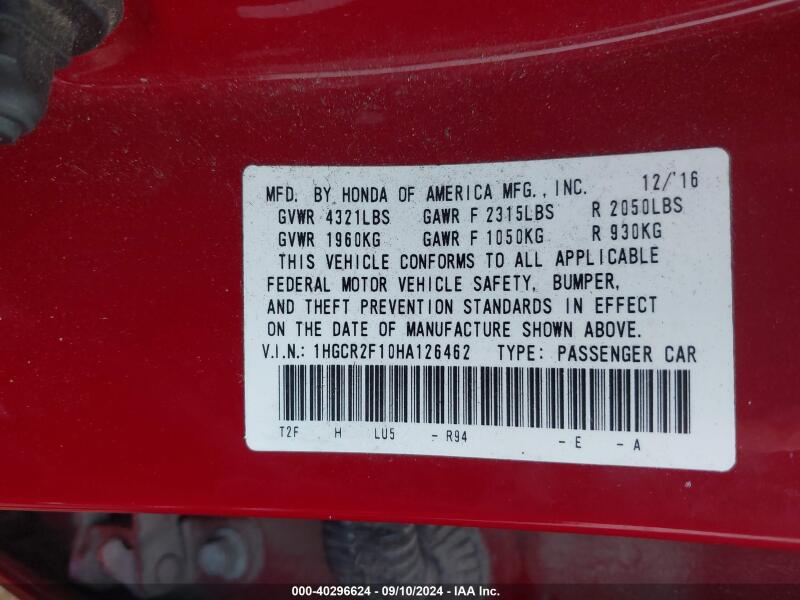 MFD. BY HONDA OF AMERICA MFG., INC. 12/'16
GVWR 4321LBS GAWR F 2315LBS R 2050LBS
GVWR 1960KG GAWR F 1050KG R 930KG
THIS VEHICLE CONFORMS TO ALL APPLICABLE
FEDERAL MOTOR VEHICLE SAFETY, BUMPER,
AND THEFT PREVENTION STANDARDS IN EFFECT
ON THE DATE OF MANUFACTURE SHOWN ABOVE.
V.I.N.: 1HGCR2F10HA126462 TYPE: PASSENGER CAR
T2F H LU5 - R94 - E - A
000-40296624 - 09/10/2024 - IAA Inc.